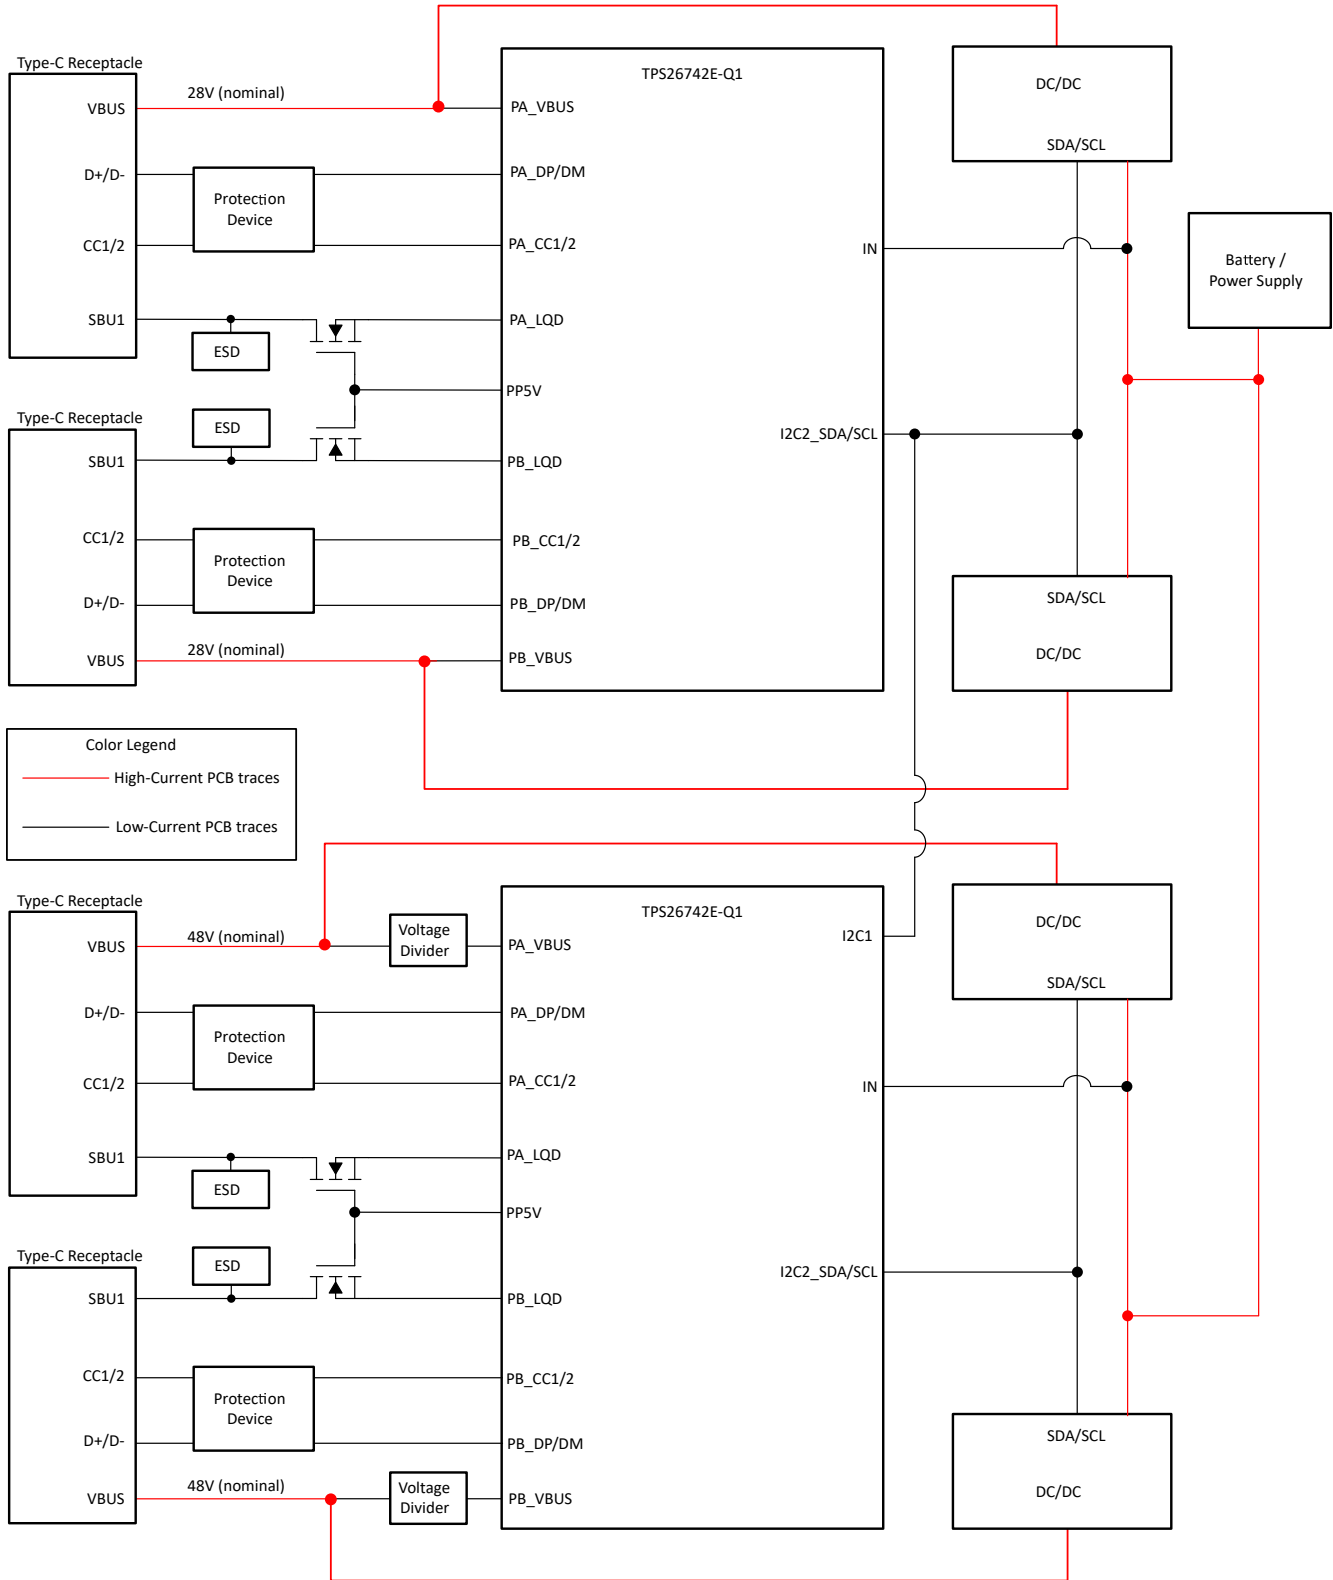 Type-C Receptacle
VBUS
28V (nominal)
D+/D-
Protection
Device
CC1/2
SBU1
ESD
PA_VBUS
TPS26742E-Q1
PA_DP/DM
PA_CC1/2
IN
PA_LQD
PP5V
I2C2_SDA/SCL
PB_LQD
PB_CC1/2
PB_DP/DM
PB_VBUS
DC/DC
SDA/SCL
Battery /
Power Supply
SDA/SCL
DC/DC
Type-C Receptacle
ESD
SBU1
CC1/2
Protection
Device
D+/D-
28V (nominal)
VBUS
Color Legend
High-Current PCB traces
Low-Current PCB traces
Type-C Receptacle
VBUS
48V (nominal)
Voltage
Divider
D+/D-
Protection
Device
CC1/2
SBU1
ESD
PA_VBUS
TPS26742E-Q1
I2C1
PA_DP/DM
PA_CC1/2
IN
PA_LQD
PP5V
I2C2_SDA/SCL
PB_LQD
PB_CC1/2
PB_DP/DM
PB_VBUS
DC/DC
SDA/SCL
SDA/SCL
DC/DC
Type-C Receptacle
ESD
SBU1
CC1/2
Protection
Device
D+/D-
48V (nominal)
VBUS
Voltage
Divider